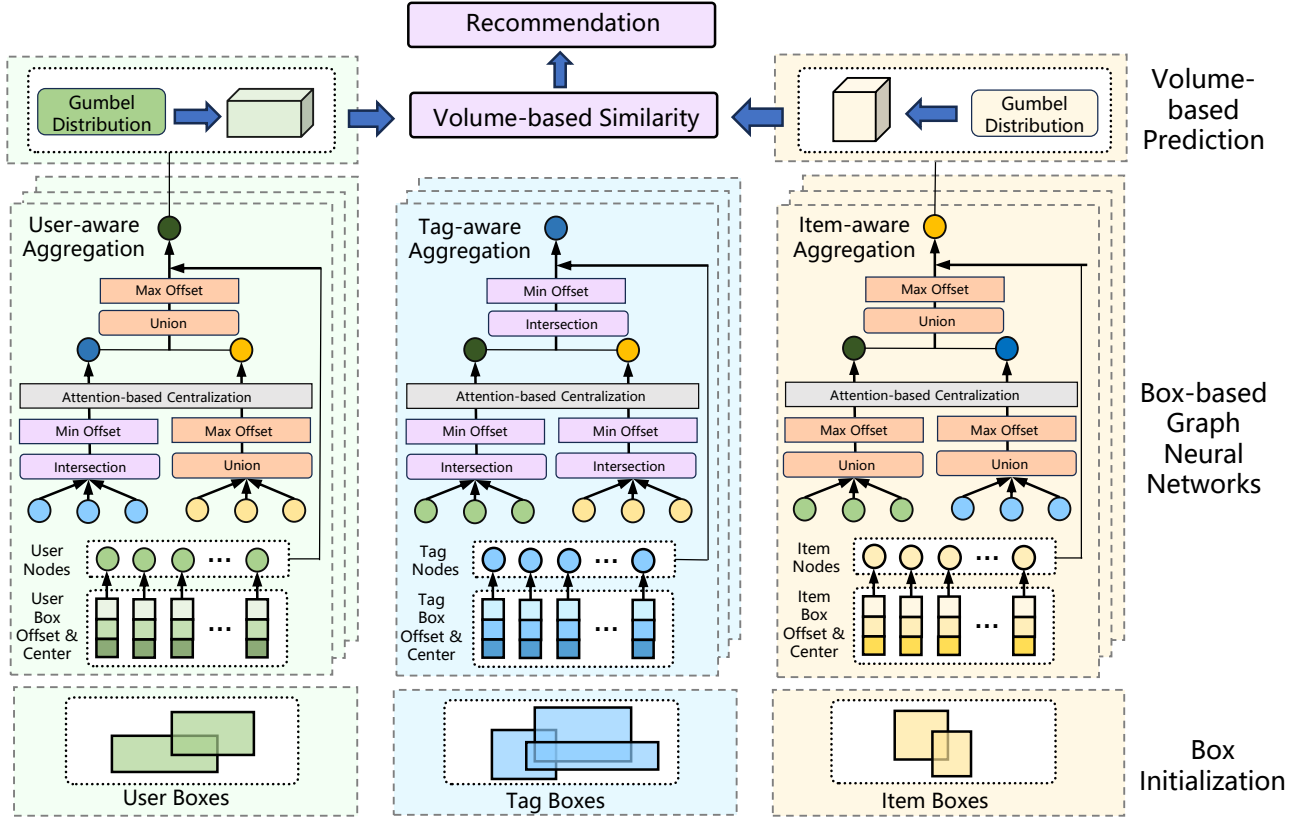 Recommendation
Volume-based Similarity
Gumbel
Distribution
Gumbel
Distribution
Volume-
based
Prediction
User-aware
Aggregation
Max Offset
Union
Attention-based Centralization
Min Offset
Max Offset
Intersection
Union
User
Nodes
...
User
Box
Offset &
Center
...
Tag-aware
Aggregation
Min Offset
Intersection
Attention-based Centralization
Min Offset
Min Offset
Intersection
Intersection
Tag
Nodes
...
Tag
Box
Offset &
Center
...
Item-aware
Aggregation
Max Offset
Union
Attention-based Centralization
Max Offset
Max Offset
Union
Union
Item
Nodes
...
Item
Box
Offset &
Center
...
Box-based
Graph
Neural
Networks
User Boxes
Tag Boxes
Item Boxes
Box
Initialization